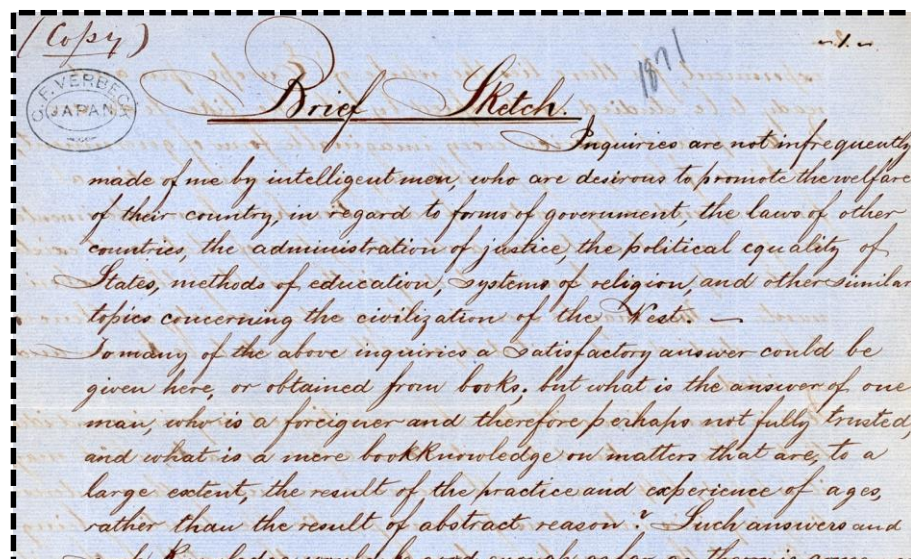 (Copy)
1871
~1.~
G. F. VERBECK
JAPAN
Brief Sketch.
Inquiries are not infrequently
made of me by intelligent men, who are desirous to promote the welfare
of their country, in regard to forms of government, the laws of other
countries, the administration of justice, the political equality of
States, methods of education, systems of religion, and other similar
topics concerning the civilization of the West. —
To many of the above inquiries a satisfactory answer could be
given here, or obtained from books; but what is the answer of one
man, who is a foreigner and therefore perhaps not fully trusted,
and what is a mere bookknowledge on matters that are, to a
large extent, the result of the practice and experience of ages,
rather than the result of abstract reason? Such answers and